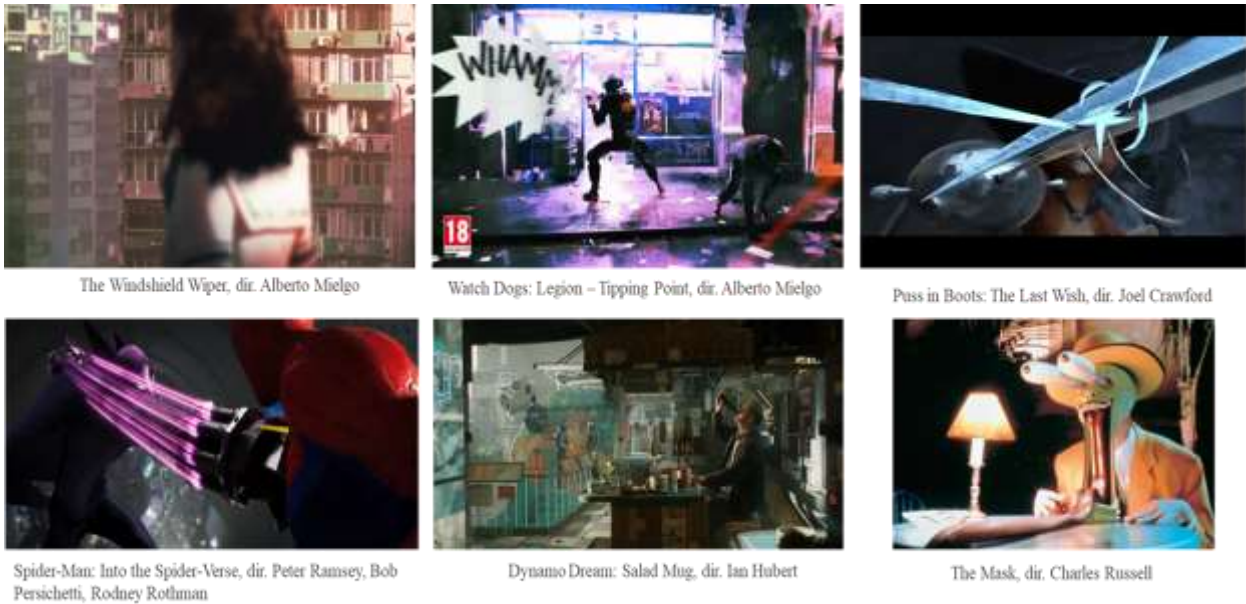 WHAMM
18
The Windshield Wiper, dir. Alberto Mielgo
Watch Dogs: Legion – Tipping Point, dir. Alberto Mielgo
Puss in Boots: The Last Wish, dir. Joel Crawford
Spider-Man: Into the Spider-Verse, dir. Peter Ramsey, Bob
Persichetti, Rodney Rothman
Dynamo Dream: Salad Mug, dir. Ian Hubert
The Mask, dir. Charles Russell